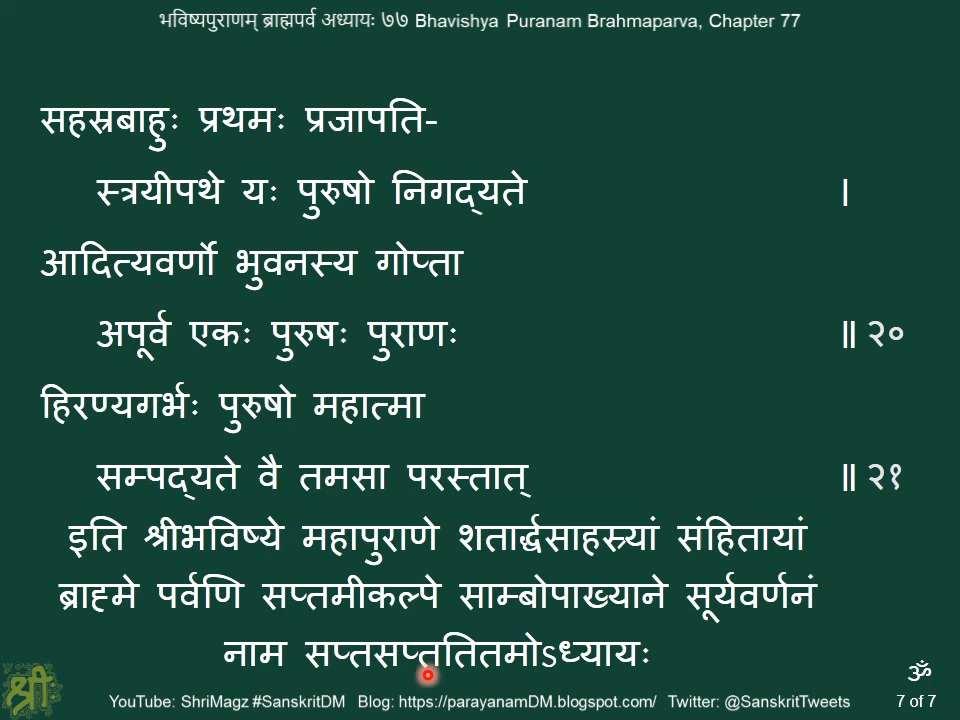 भविष्यपुराणम् ब्राह्मपर्व अध्यायः ७७ Bhavishya Puranam Brahmaparva, Chapter 77
सहस्रबाहुः प्रथमः प्रजापति-
स्त्रयीपथे यः पुरुषो निगद्यते ।
आदित्यवर्णो भुवनस्य गोप्ता
अपूर्व एकः पुरुषः पुराणः ॥ २०
हिरण्यगर्भः पुरुषो महात्मा
सम्पद्यते वै तमसा परस्तात् ॥ २१
इति श्रीभविष्ये महापुराणे शतार्द्धसाहस्र्यां संहितायां
ब्राह्मे पर्वणि सप्तमीकल्पे साम्बोपाख्याने सूर्यवर्णनं
नाम सप्तसप्ततितमोऽध्यायः
श्रीः
ॐ
YouTube: ShriMagz #SanskritDM Blog: https://parayanamDM.blogspot.com/ Twitter: @SanskritTweets 7 of 7